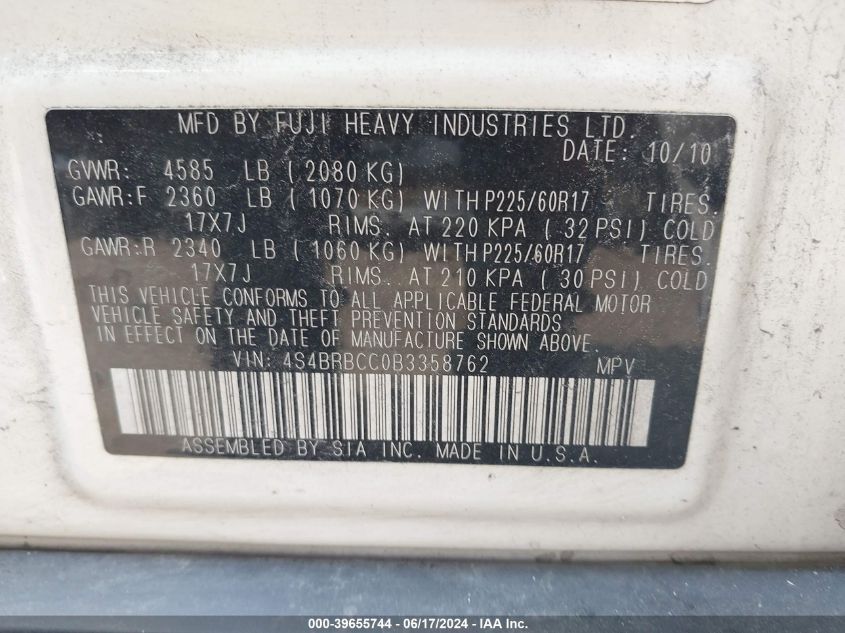 MFD BY FUJI HEAVY INDUSTRIES LTD.
DATE: 10/10
GVWR: 4585 LB ( 2080 KG)
GAWR:F 2360 LB ( 1070 KG) WITH P225/60R17 TIRES.
17X7J RIMS. AT 220 KPA ( 32 PSI) COLD
GAWR:R 2340 LB ( 1060 KG) WITH P225/60R17 TIRES.
17X7J RIMS. AT 210 KPA ( 30 PSI) COLD
THIS VEHICLE CONFORMS TO ALL APPLICABLE FEDERAL MOTOR
VEHICLE SAFETY AND THEFT PREVENTION STANDARDS
IN EFFECT ON THE DATE OF MANUFACTURE SHOWN ABOVE.
VIN: 4S4BRBCC0B3358762 MPV
ASSEMBLED BY SIA INC. MADE IN U.S.A.
000-39655744 - 06/17/2024 - IAA Inc.